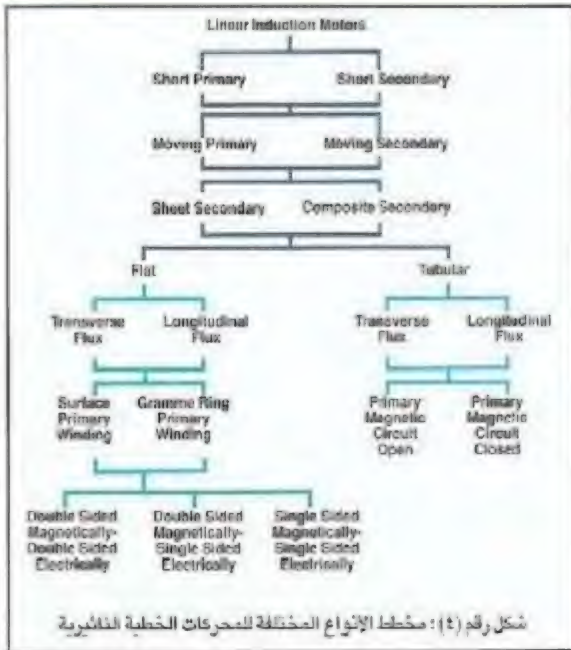 Linear Induction Motors
Short Primary Short Secondary
Moving Primary Moving Secondary
Sheet Secondary Composite Secondary
Flat Tubular
Transverse Flux Longitudinal Flux Transverse Flux Longitudinal Flux
Surface Primary Winding
Gramme Ring Primary Winding
Primary Magnetic Circuit Open
Primary Magnetic Circuit Closed
Double Sided Magnetically-Double Sided Electrically
Double Sided Magnetically-Single Sided Electrically
Single Sided Magnetically-Single Sided Electrically
شكل رقم (٤) : مخطط الأنواع المختلفة للمحركات الخطية التأثيرية